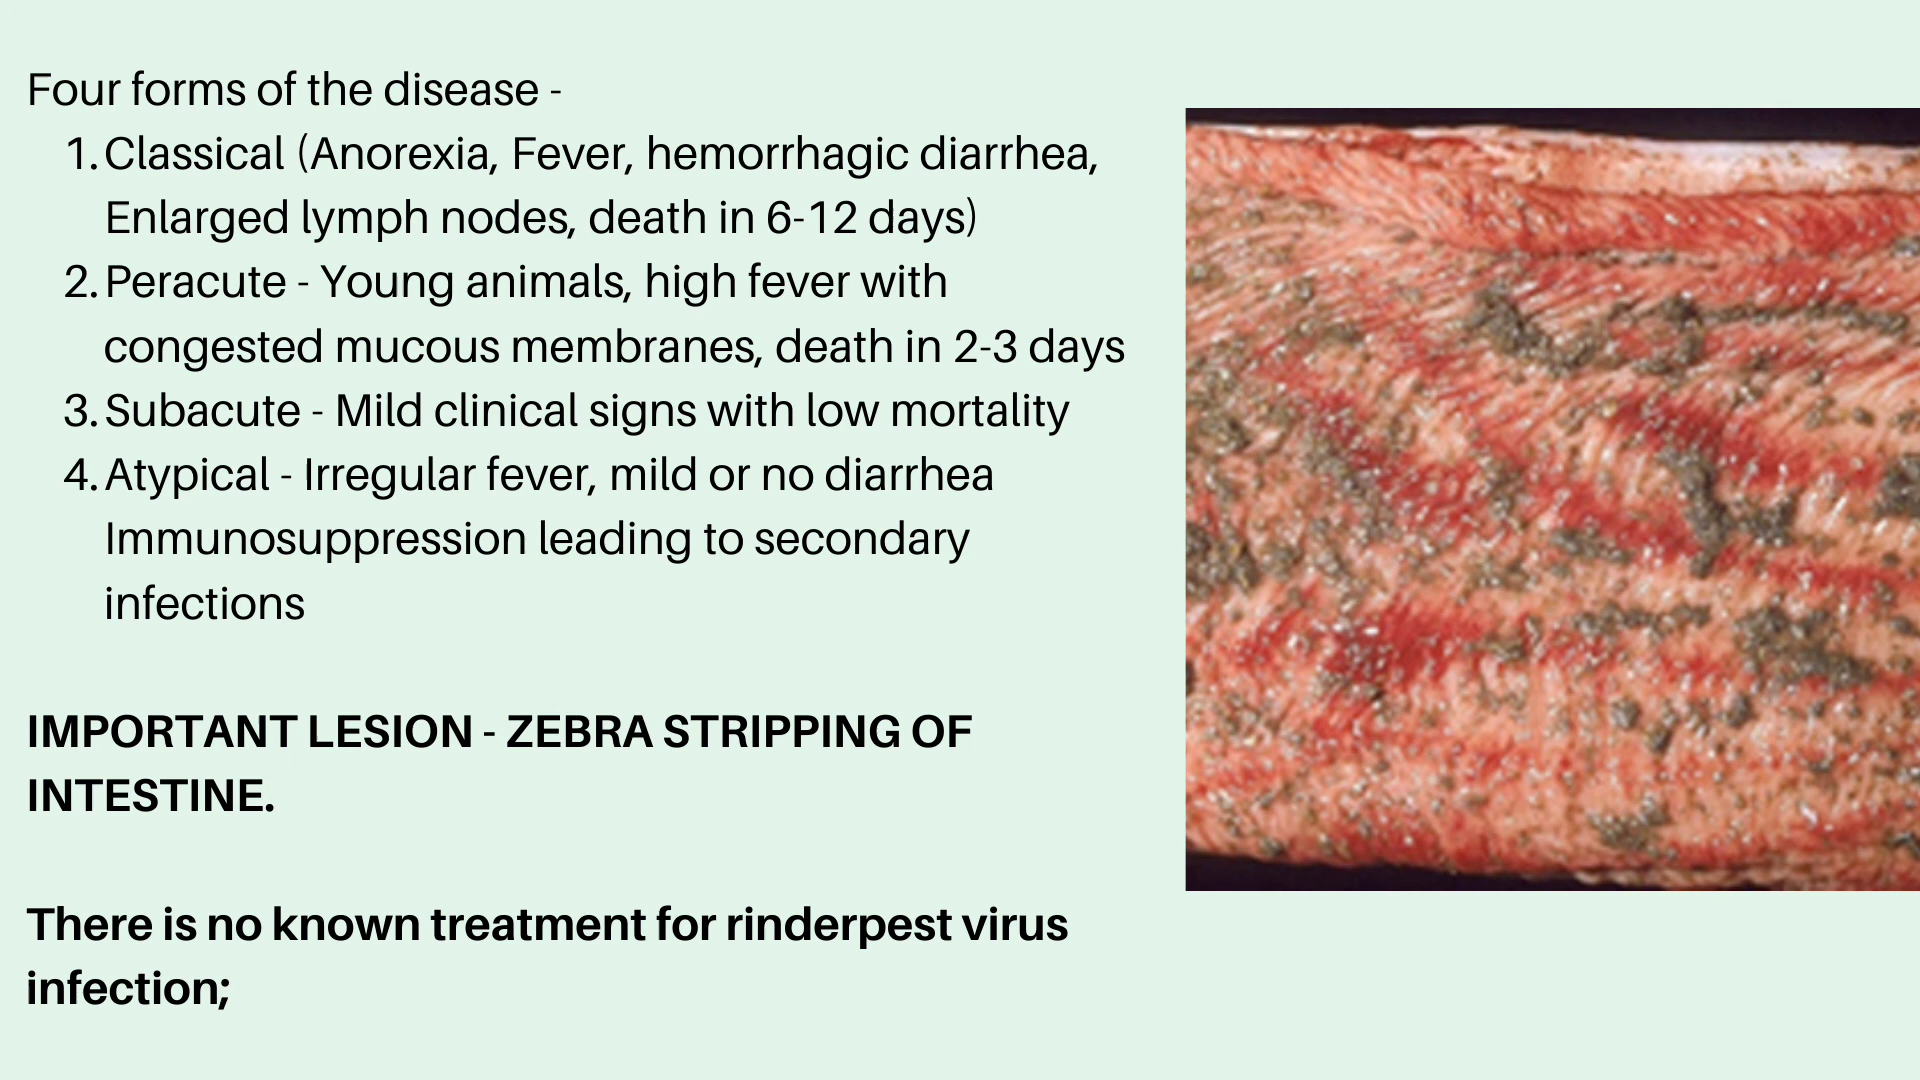 Four forms of the disease -
1. Classical (Anorexia, Fever, hemorrhagic diarrhea,
Enlarged lymph nodes, death in 6-12 days)
2. Peracute - Young animals, high fever with
congested mucous membranes, death in 2-3 days
3. Subacute - Mild clinical signs with low mortality
4. Atypical - Irregular fever, mild or no diarrhea
Immunosuppression leading to secondary
infections
IMPORTANT LESION - ZEBRA STRIPPING OF
INTESTINE.
There is no known treatment for rinderpest virus
infection;